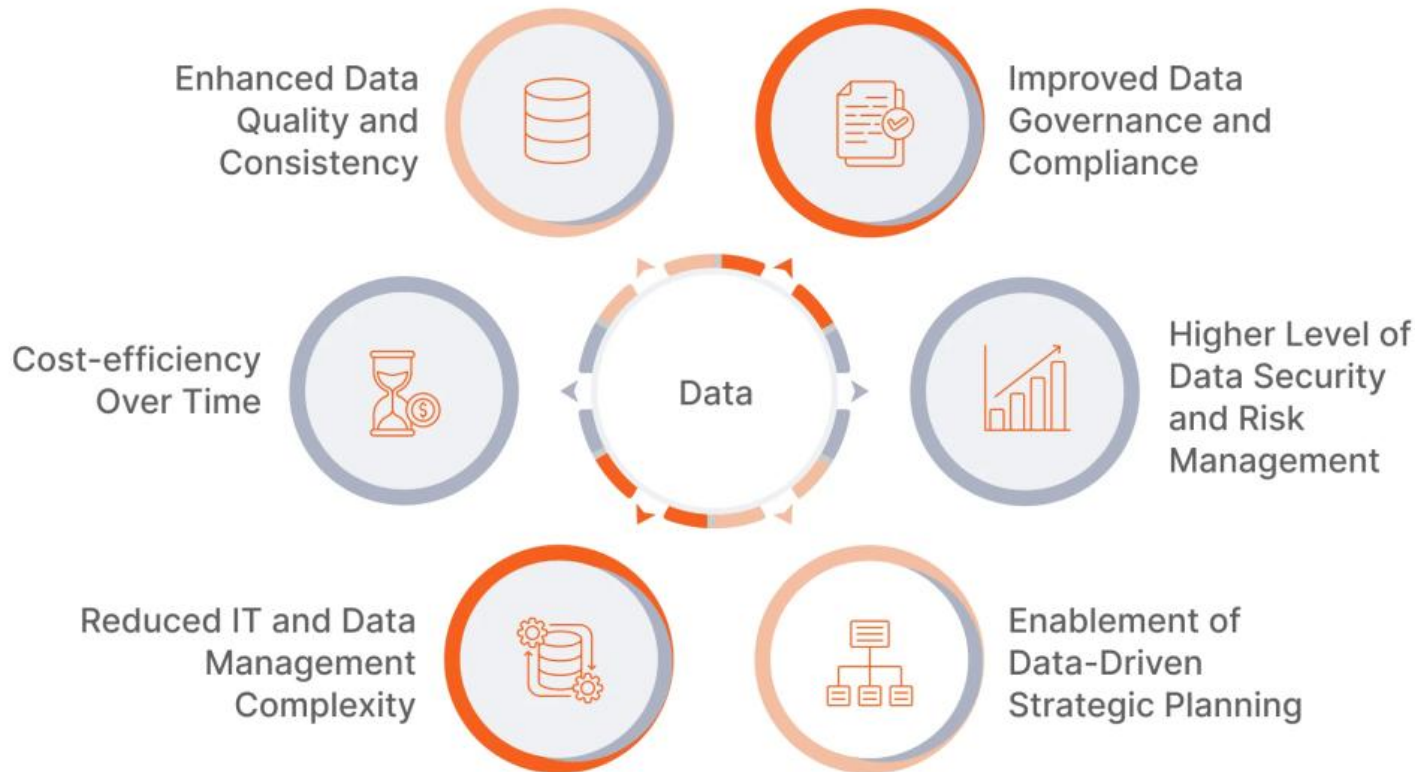 Enhanced Data
Quality and
Consistency
Improved Data
Governance and
Compliance
Cost-efficiency
Over Time
$
Data
Higher Level of
Data Security
and Risk
Management
Reduced IT and Data
Management
Complexity
Enablement of
Data-Driven
Strategic Planning